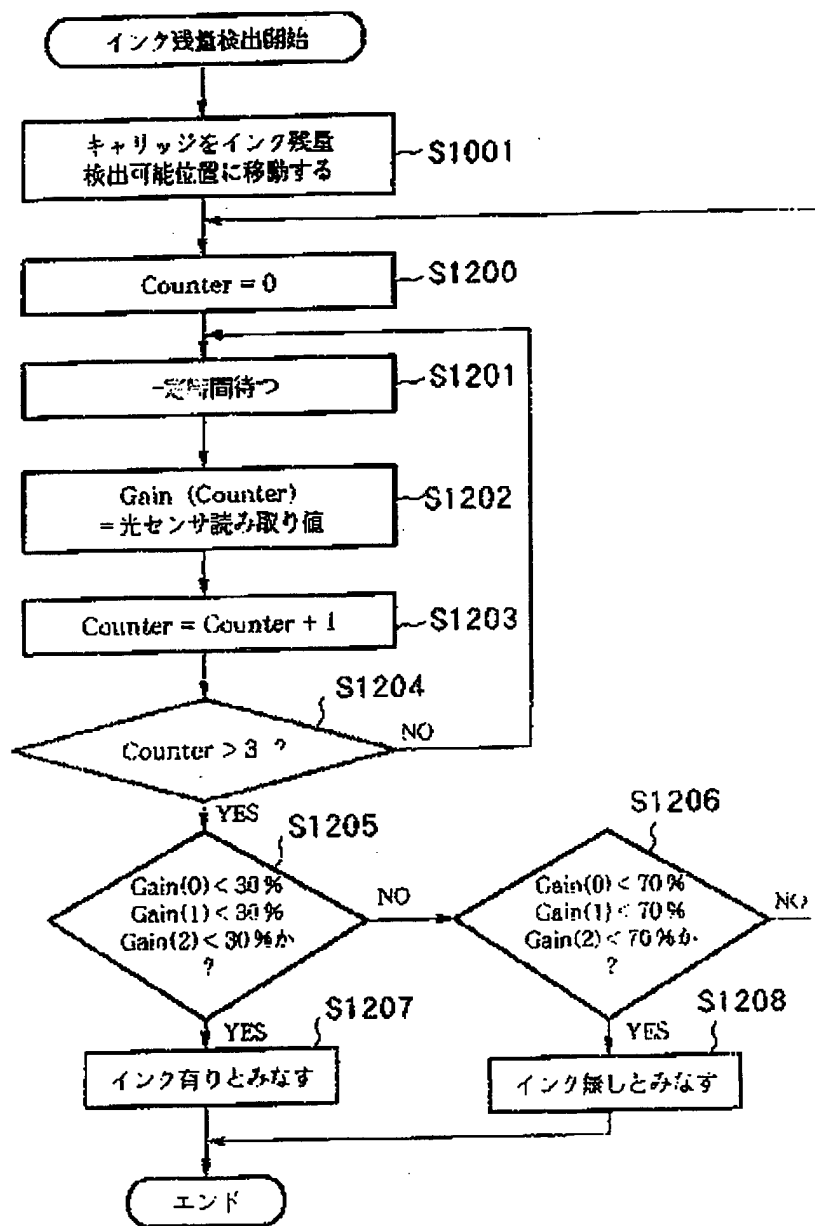 インク残量検出開始
キャリッジをインク残量
検出可能位置に移動する
S1001
Counter = 0
S1200
一定時間待つ
S1201
Gain (Counter)
=光センサ読み取り値
S1202
Counter = Counter + 1
S1203
S1204
Counter > 3 ?
NO
YES
S1205
Gain(0) < 30%
Gain(1) < 30%
Gain(2) < 30%か
?
NO
S1206
Gain(0) < 70%
Gain(1) < 70%
Gain(2) < 70%か
?
NO
YES
S1207
インク有りとみなす
YES
S1208
インク無しとみなす
エンド